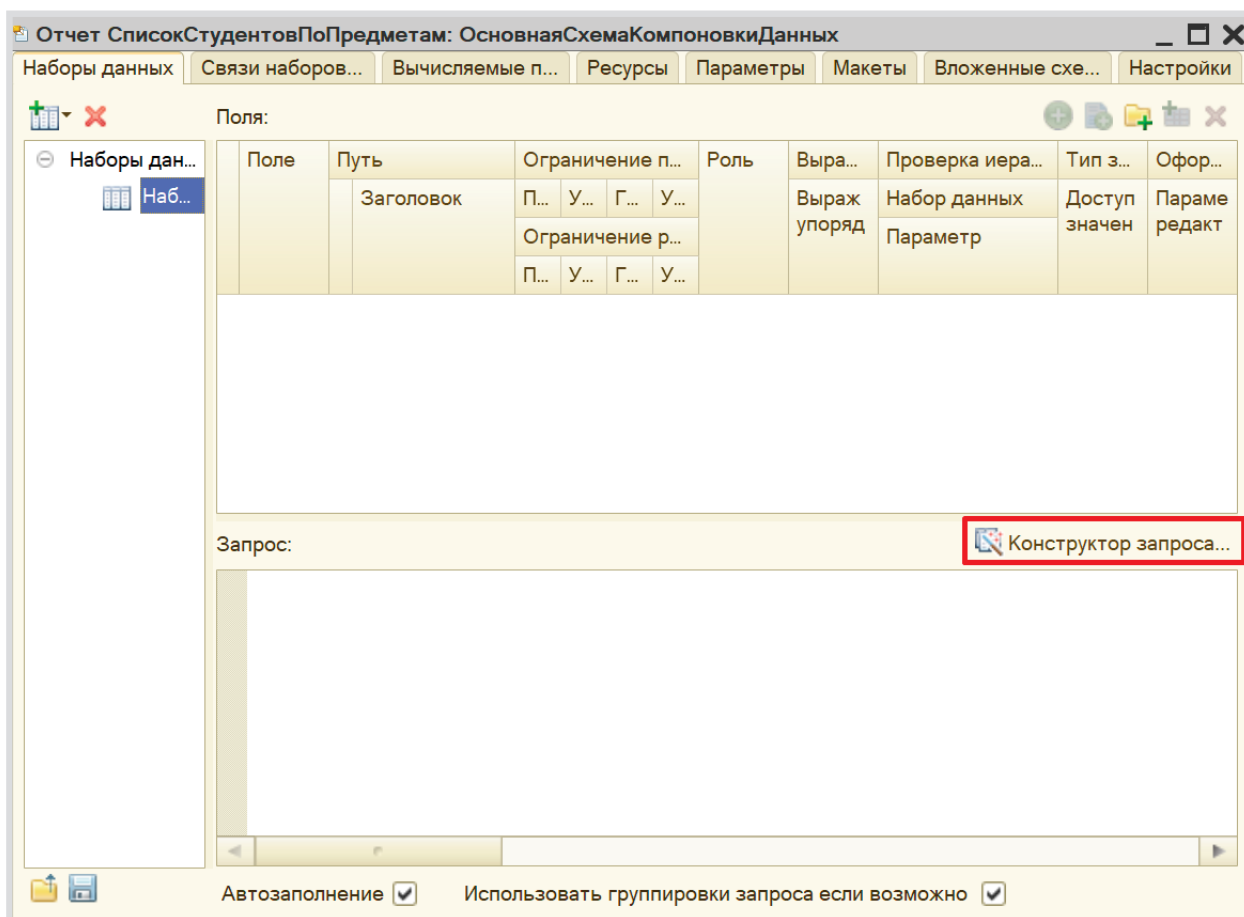 Отчет СписокСтудентовПоПредметам: ОсновнаяСхемаКомпоновкиДанных
Наборы данных Связи наборов... Вычисляемые п... Ресурсы Параметры Макеты Вложенные схе... Настройки
Поля:
Наборы дан...
Наб...
Поле Путь Ограничение п... Роль Выра... Проверка иера... Тип з... Офор...
Заголовок П... У... Г... У... Выраж Набор данных Доступ Параме
упоряд значен редакт
Ограничение р... Параметр
П... У... Г... У...
Запрос: Конструктор запроса...
Автозаполнение Использовать группировки запроса если возможно